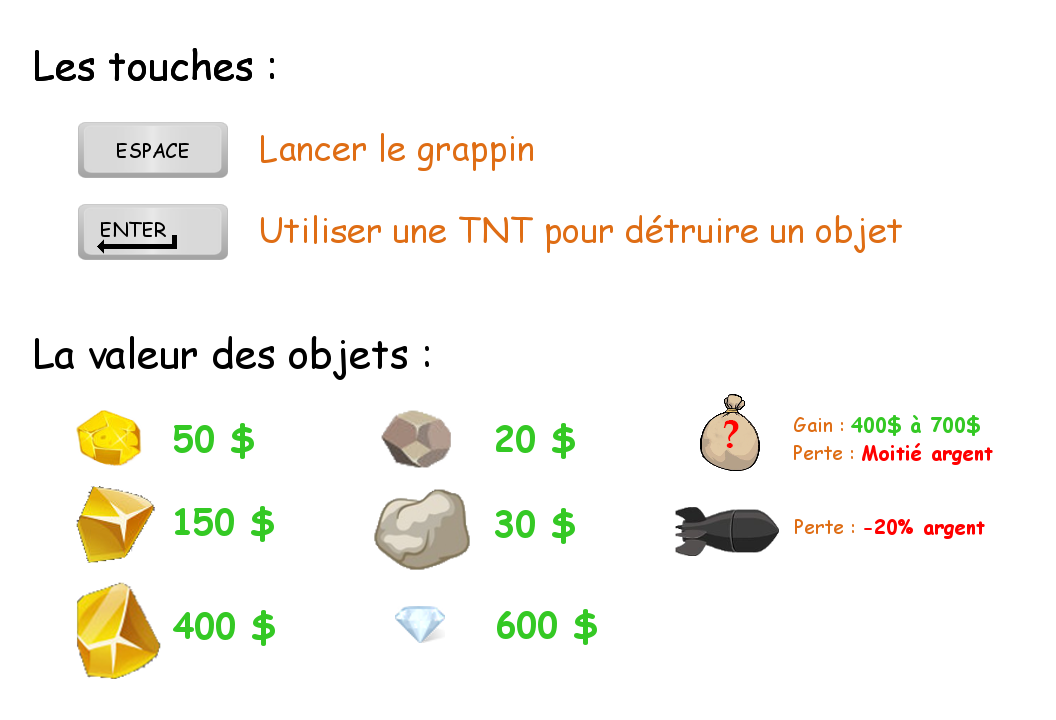 Les touches :
ESPACE
Lancer le grappin
ENTER
Utiliser une TNT pour détruire un objet
La valeur des objets :
50 $
20 $
?
Gain : 400$ à 700$
Perte : Moitié argent
150 $
30 $
Perte : -20% argent
400 $
600 $